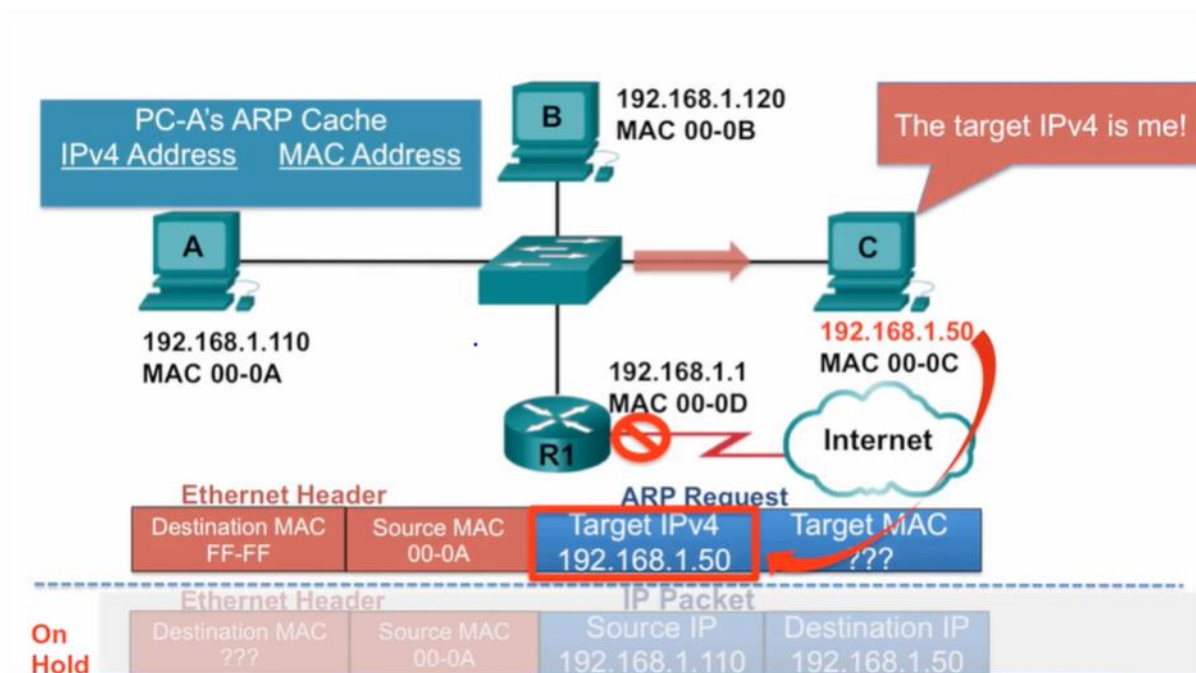 PC-A's ARP Cache
IPv4 Address MAC Address
B
192.168.1.120
MAC 00-0B
The target IPv4 is me!
A
C
192.168.1.110
MAC 00-0A
192.168.1.50
MAC 00-0C
192.168.1.1
MAC 00-0D
R1
Internet
Ethernet Header ARP Request
Destination MAC Source MAC Target IPv4 Target MAC
FF-FF 00-0A 192.168.1.50 ???
Ethernet Header IP Packet
On
Hold
Destination MAC Source MAC Source IP Destination IP
??? 00-0A 192.168.1.110 192.168.1.50